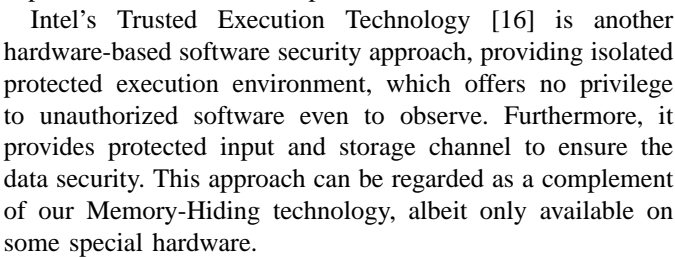 Intel's Trusted Execution Technology [16] is another
hardware-based software security approach, providing isolated
protected execution environment, which offers no privilege
to unauthorized software even to observe. Furthermore, it
provides protected input and storage channel to ensure the
data security. This approach can be regarded as a complement
of our Memory-Hiding technology, albeit only available on
some special hardware.